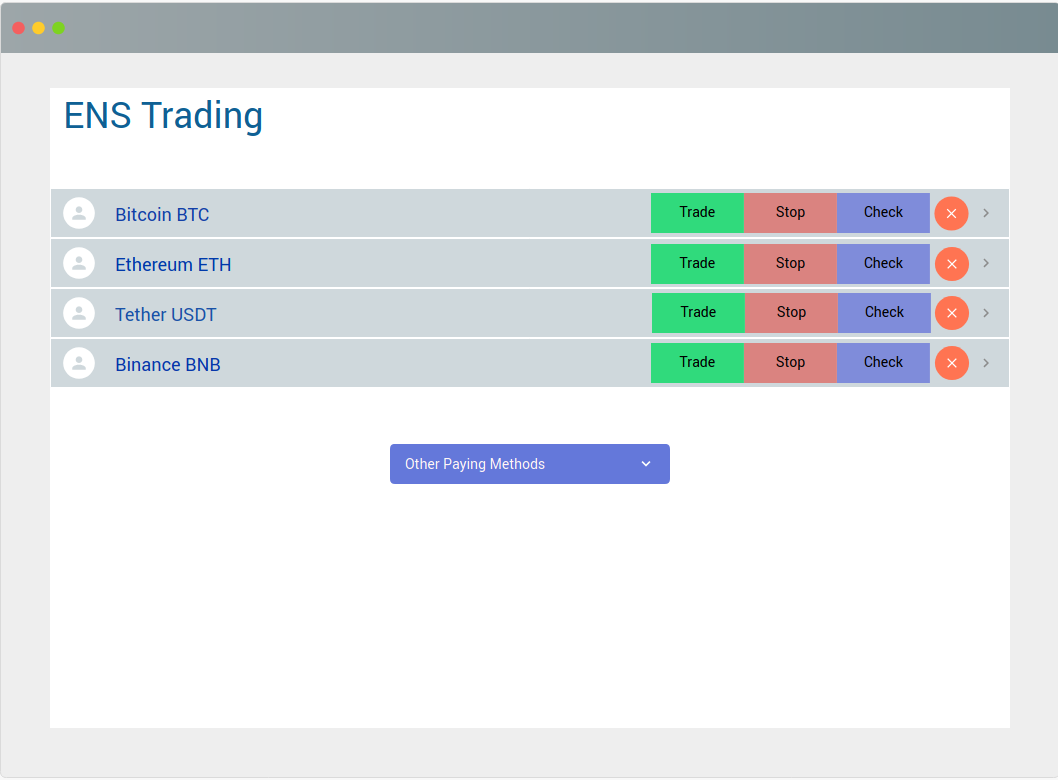 ENS Trading
Bitcoin BTC Trade Stop Check
Ethereum ETH Trade Stop Check
Tether USDT Trade Stop Check
Binance BNB Trade Stop Check
Other Paying Methods